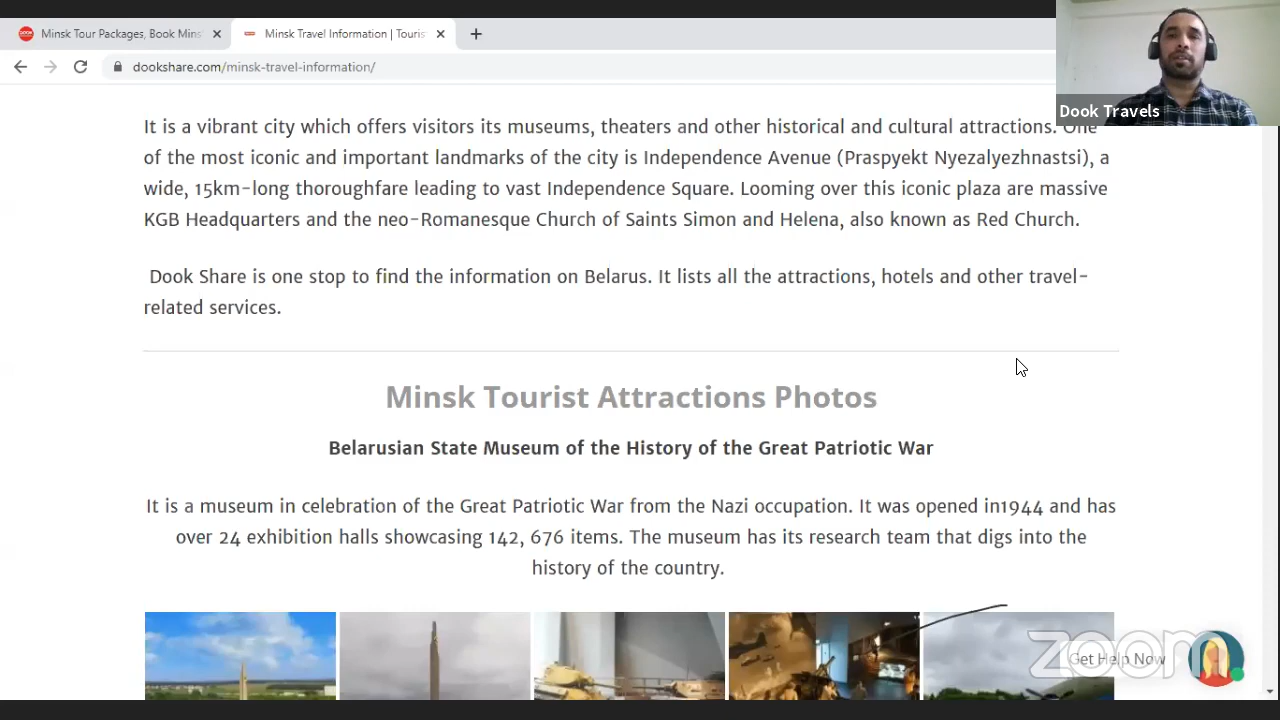 Minsk Tour Packages, Book Mins
Minsk Travel Information | Touris
dookshare.com/minsk-travel-information/
Dook Travels
It is a vibrant city which offers visitors its museums, theaters and other historical and cultural attractions. One
of the most iconic and important landmarks of the city is Independence Avenue (Praspyekt Nyezalyezhnastsi), a
wide, 15km-long thoroughfare leading to vast Independence Square. Looming over this iconic plaza are massive
KGB Headquarters and the neo-Romanesque Church of Saints Simon and Helena, also known as Red Church.
Dook Share is one stop to find the information on Belarus. It lists all the attractions, hotels and other travel-
related services.
Minsk Tourist Attractions Photos
Belarusian State Museum of the History of the Great Patriotic War
It is a museum in celebration of the Great Patriotic War from the Nazi occupation. It was opened in1944 and has
over 24 exhibition halls showcasing 142, 676 items. The museum has its research team that digs into the
history of the country.
zoom
Get Help Now